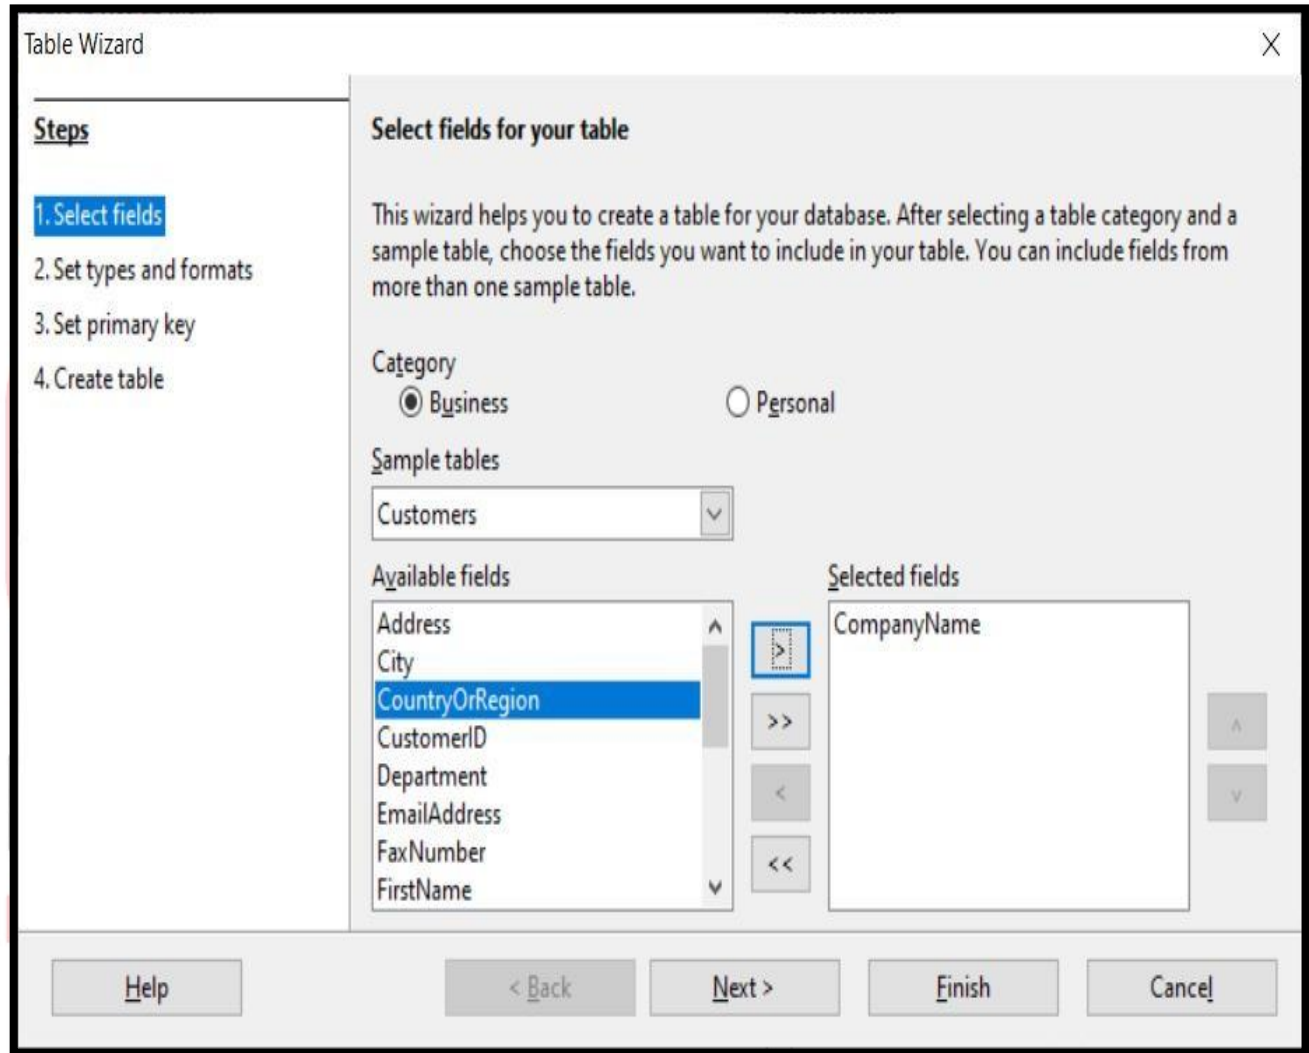 Table Wizard
X
Steps
1. Select fields
2. Set types and formats
3. Set primary key
4. Create table
Select fields for your table
This wizard helps you to create a table for your database. After selecting a table category and a
sample table, choose the fields you want to include in your table. You can include fields from
more than one sample table.
Category
Business
Personal
Sample tables
Customers
Available fields
Address
City
CountryOrRegion
CustomerID
Department
EmailAddress
FaxNumber
FirstName
>
>>
<
<<
Selected fields
CompanyName
Help
< Back
Next >
Finish
Cancel